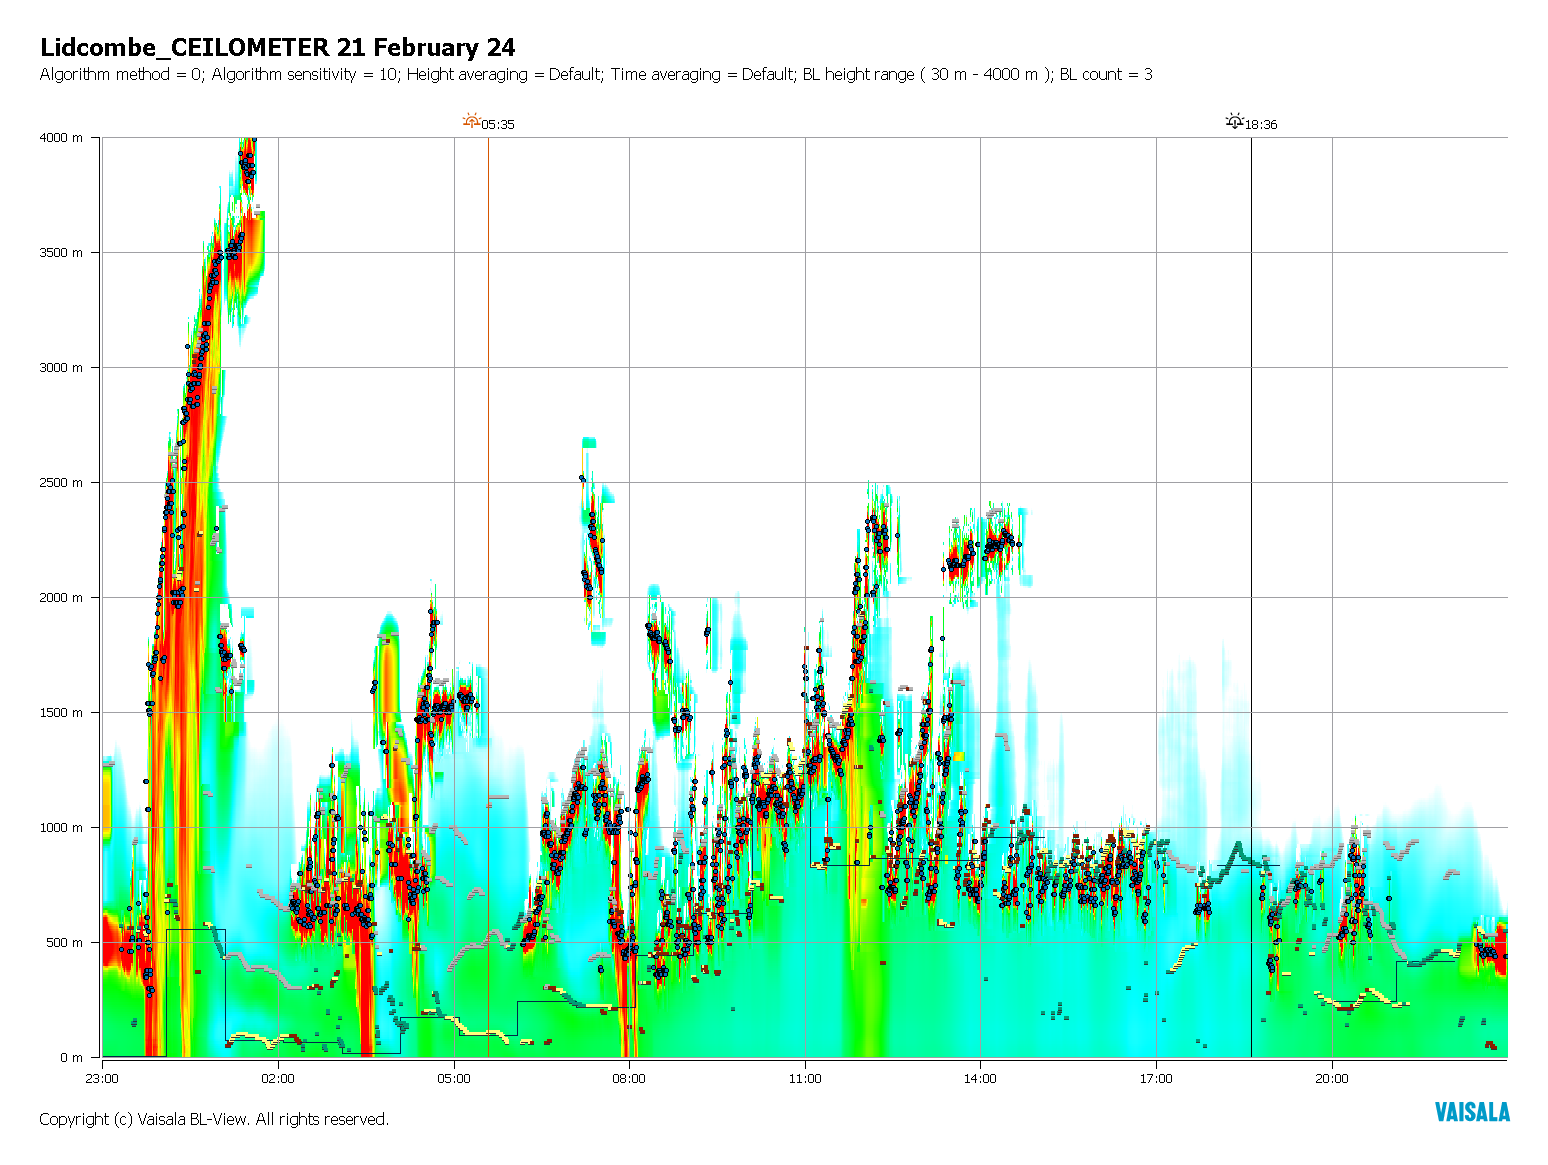 Lidcombe_CEILOMETER 21 February 24
Algorithm method = 0; Algorithm sensitivity = 10; Height averaging = Default; Time averaging = Default; BL height range ( 30 m - 4000 m ); BL count = 3
05:35
18:36
4000 m
3500 m
3000 m
2500 m
2000 m
1500 m
1000 m
500 m
0 m
23:00
02:00
05:00
08:00
11:00
14:00
17:00
20:00
Copyright (c) Vaisala BL-View. All rights reserved.
VAISALA